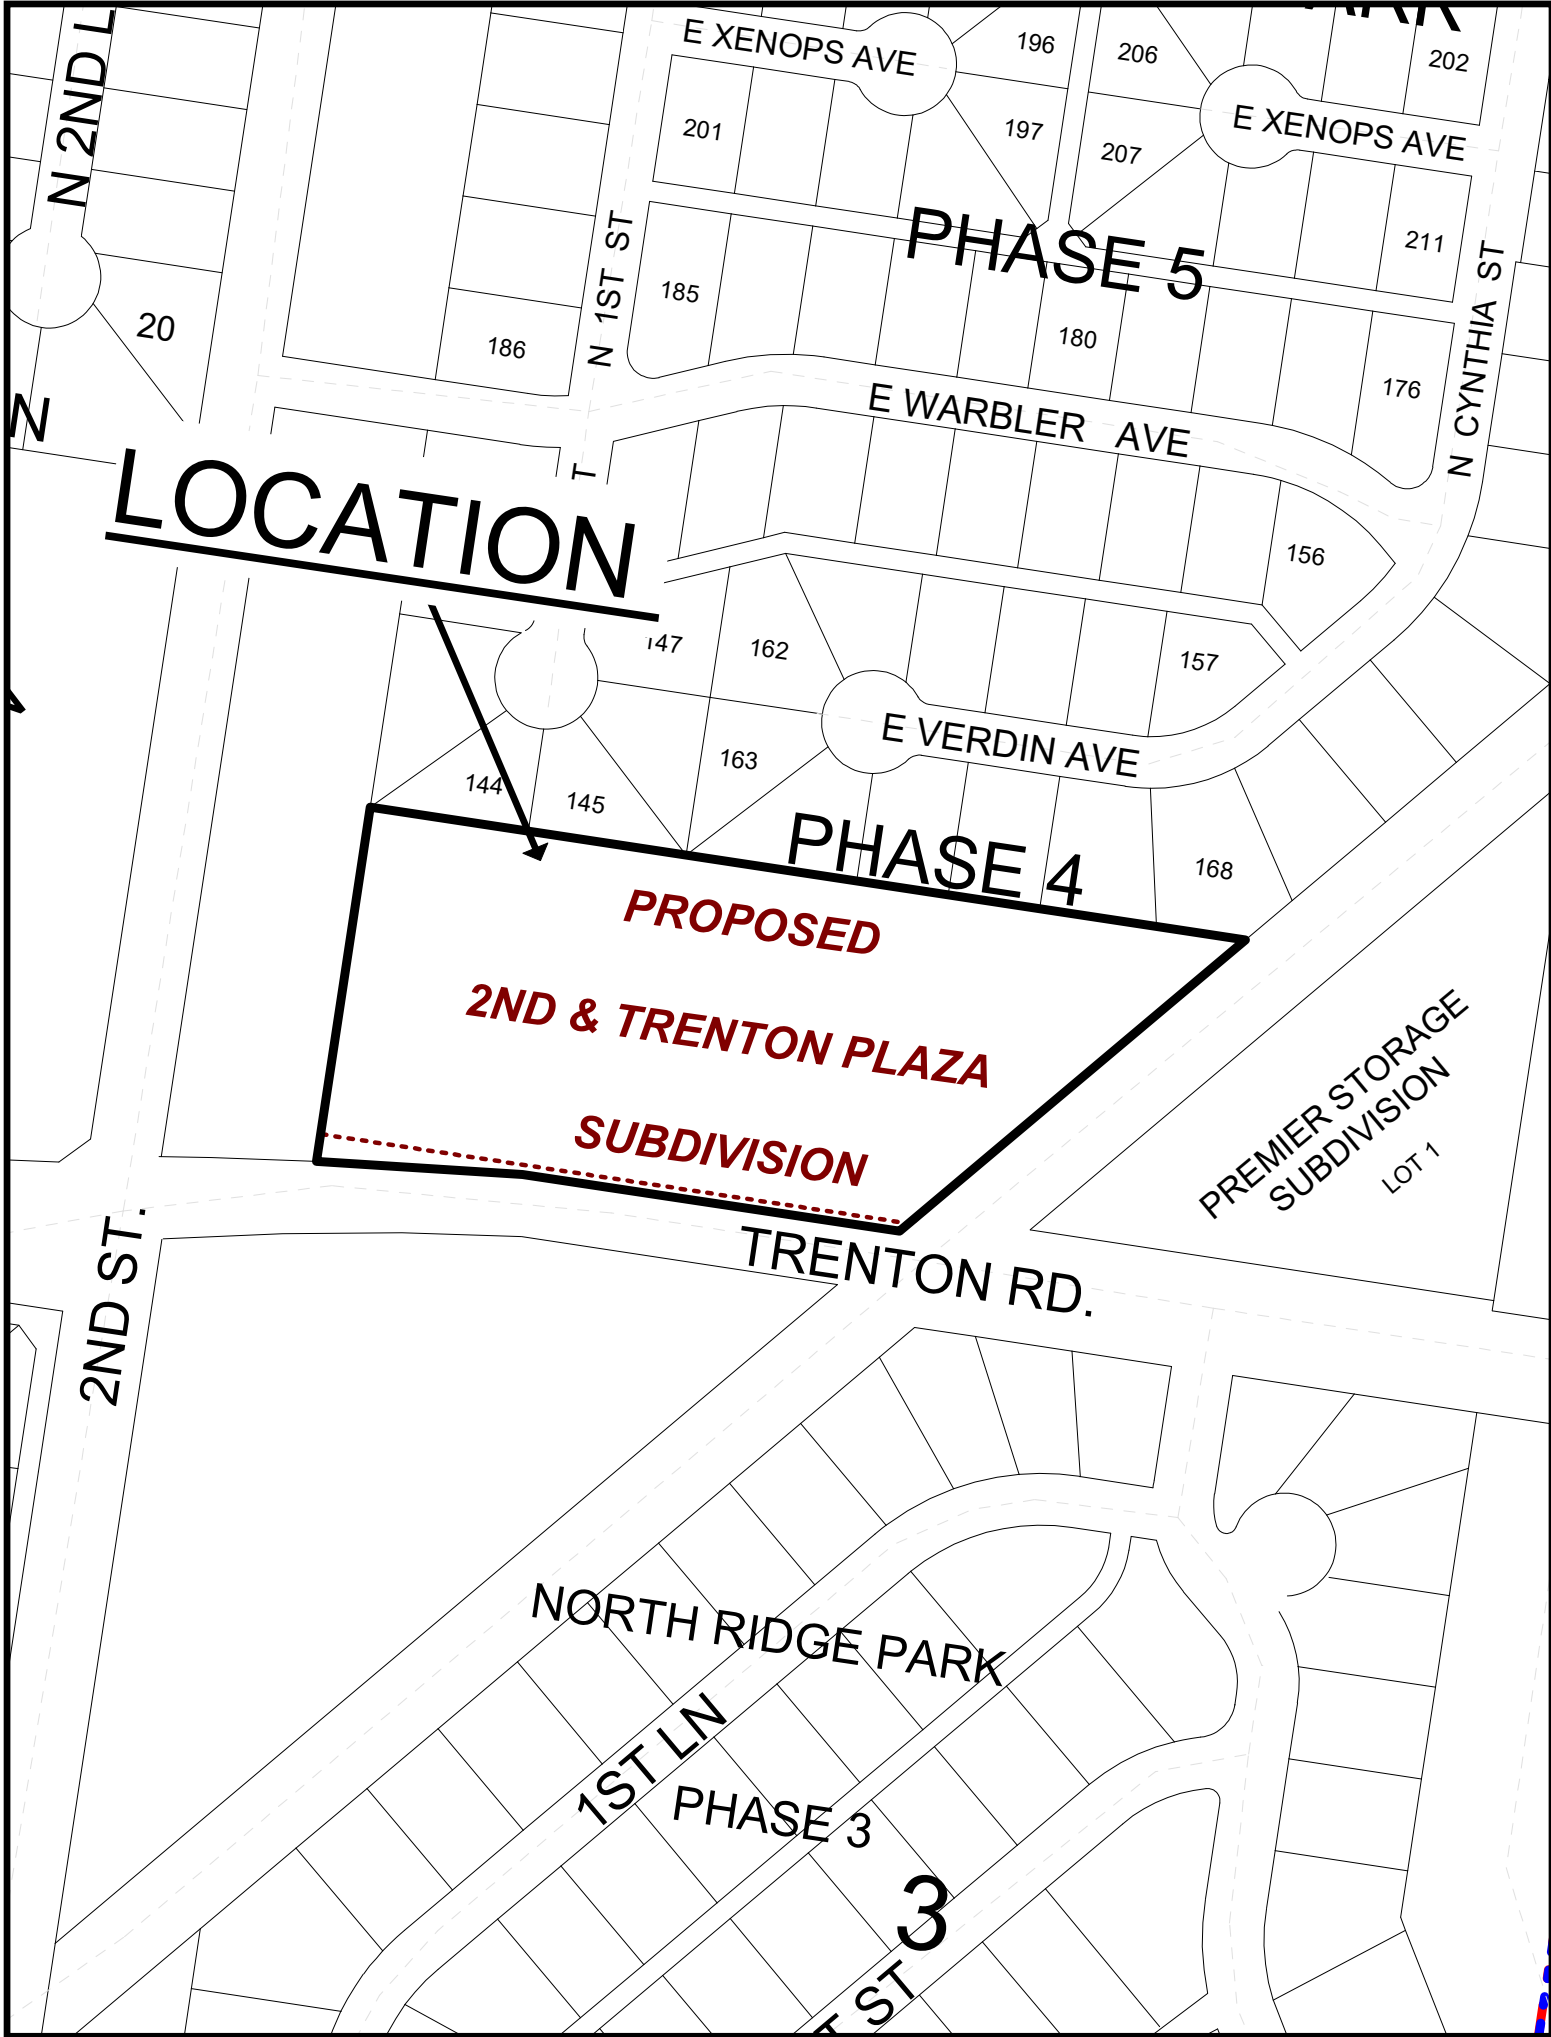 E XENOPS AVE
196
206
202
N 2ND L
201
197
207
E XENOPS AVE
PHASE 5
211
N 1ST ST
185
20
186
180
176
N CYNTHIA ST
N
E WARBLER AVE
LOCATION
T
156
147
162
157
163
E VERDIN AVE
144
145
PHASE 4
168
PROPOSED
2ND & TRENTON PLAZA
SUBDIVISION
PREMIER STORAGE
SUBDIVISION
LOT 1
2ND ST.
TRENTON RD.
NORTH RIDGE PARK
1ST LN
PHASE 3
3
T ST